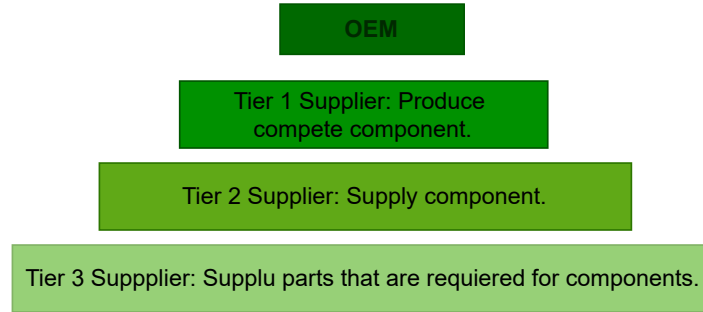 OEM
Tier 1 Supplier: Produce
compete component.
Tier 2 Supplier: Supply component.
Tier 3 Suppplier: Supplu parts that are requiered for components.